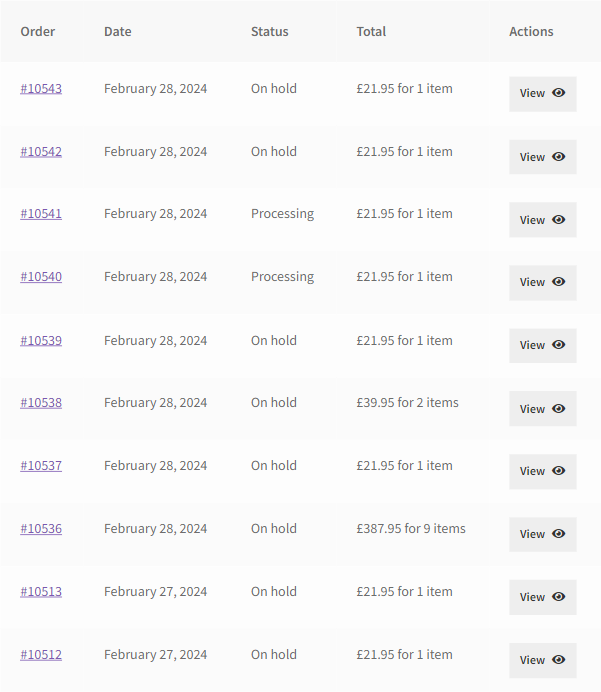 Order Date Status Total Actions
#10543 February 28, 2024 On hold £21.95 for 1 item View
#10542 February 28, 2024 On hold £21.95 for 1 item View
#10541 February 28, 2024 Processing £21.95 for 1 item View
#10540 February 28, 2024 Processing £21.95 for 1 item View
#10539 February 28, 2024 On hold £21.95 for 1 item View
#10538 February 28, 2024 On hold £39.95 for 2 items View
#10537 February 28, 2024 On hold £21.95 for 1 item View
#10536 February 28, 2024 On hold £387.95 for 9 items View
#10513 February 27, 2024 On hold £21.95 for 1 item View
#10512 February 27, 2024 On hold £21.95 for 1 item View